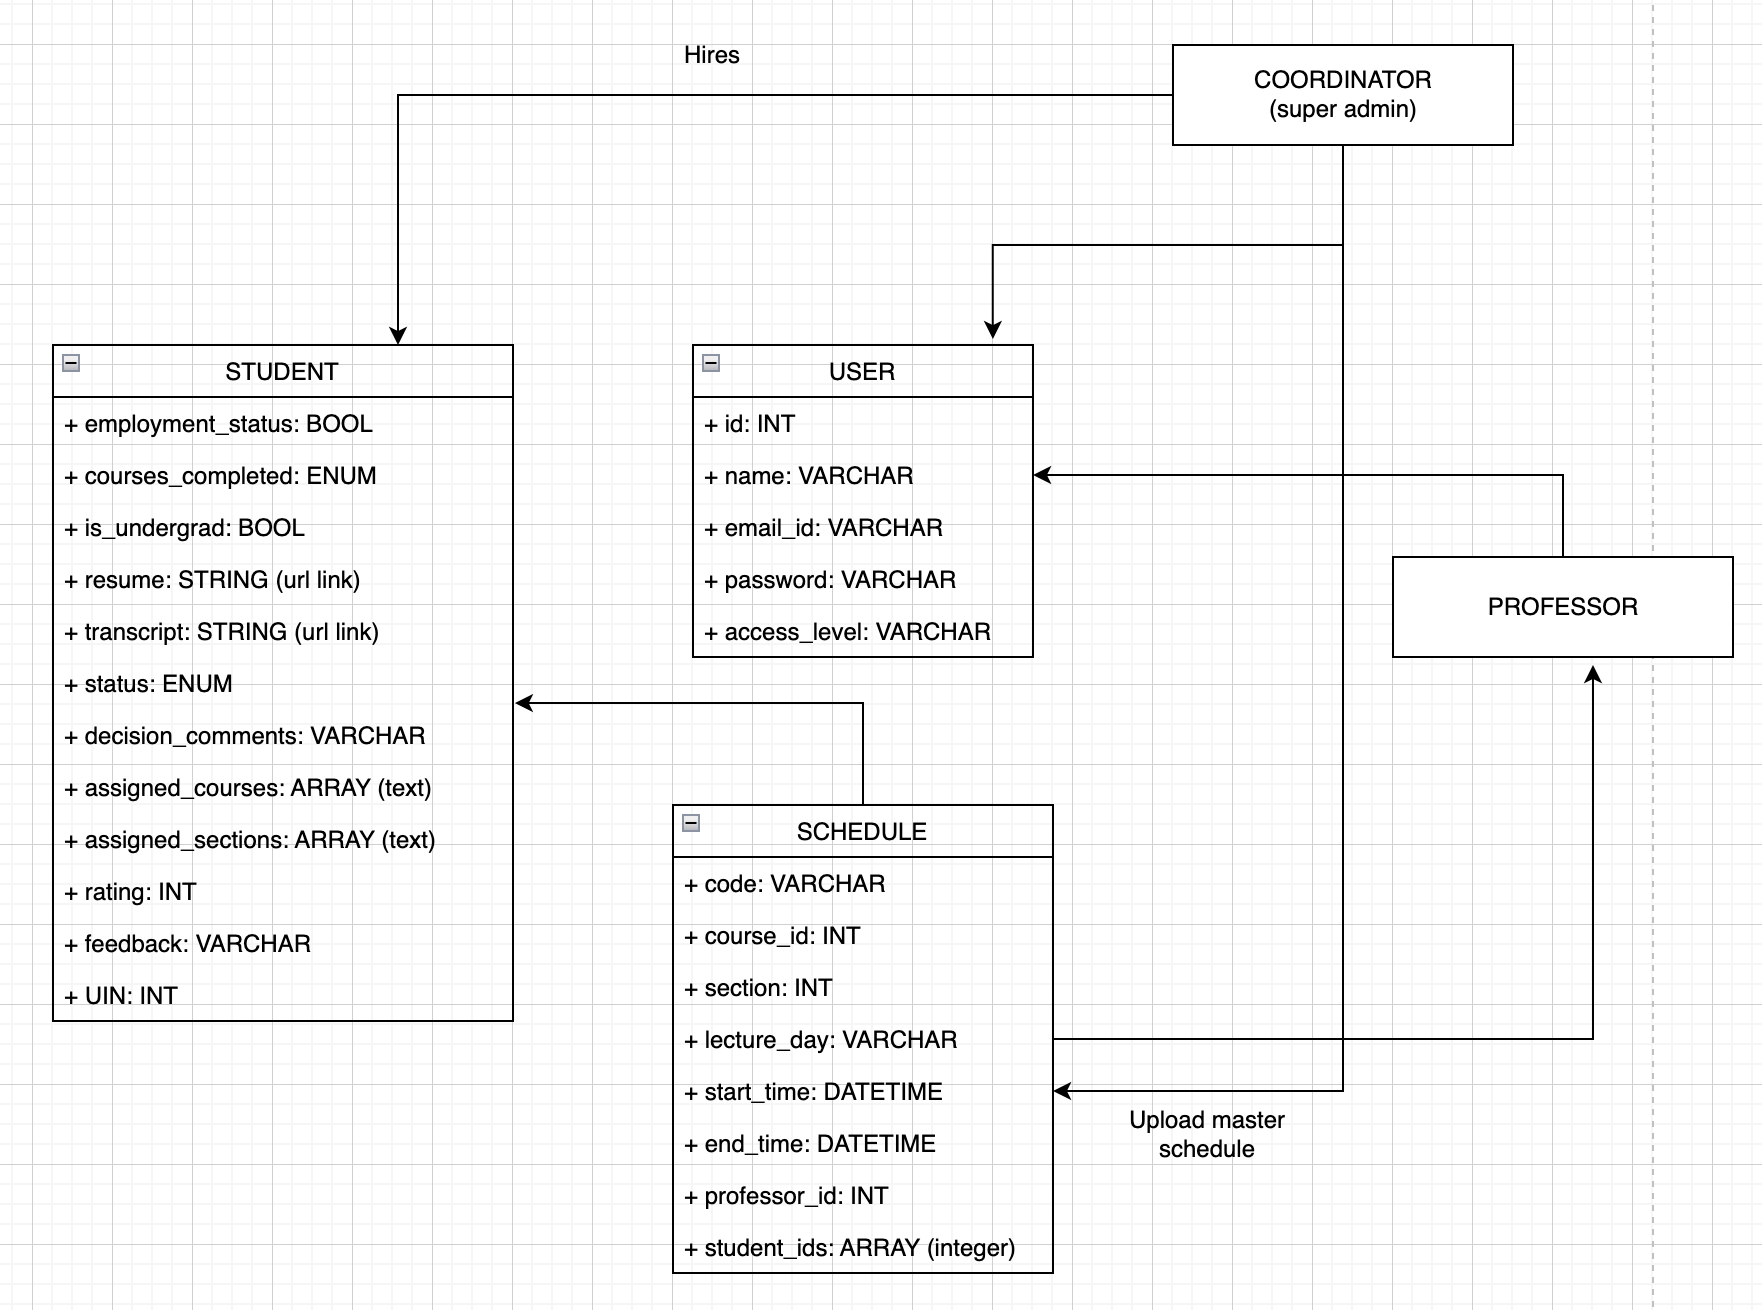 Hires
COORDINATOR
(super admin)
STUDENT
+ employment_status: BOOL
+ courses_completed: ENUM
+ is_undergrad: BOOL
+ resume: STRING (url link)
+ transcript: STRING (url link)
+ status: ENUM
+ decision_comments: VARCHAR
+ assigned_courses: ARRAY (text)
+ assigned_sections: ARRAY (text)
+ rating: INT
+ feedback: VARCHAR
+ UIN: INT
USER
+ id: INT
+ name: VARCHAR
+ email_id: VARCHAR
+ password: VARCHAR
+ access_level: VARCHAR
PROFESSOR
SCHEDULE
+ code: VARCHAR
+ course_id: INT
+ section: INT
+ lecture_day: VARCHAR
+ start_time: DATETIME
+ end_time: DATETIME
+ professor_id: INT
+ student_ids: ARRAY (integer)
Upload master
schedule